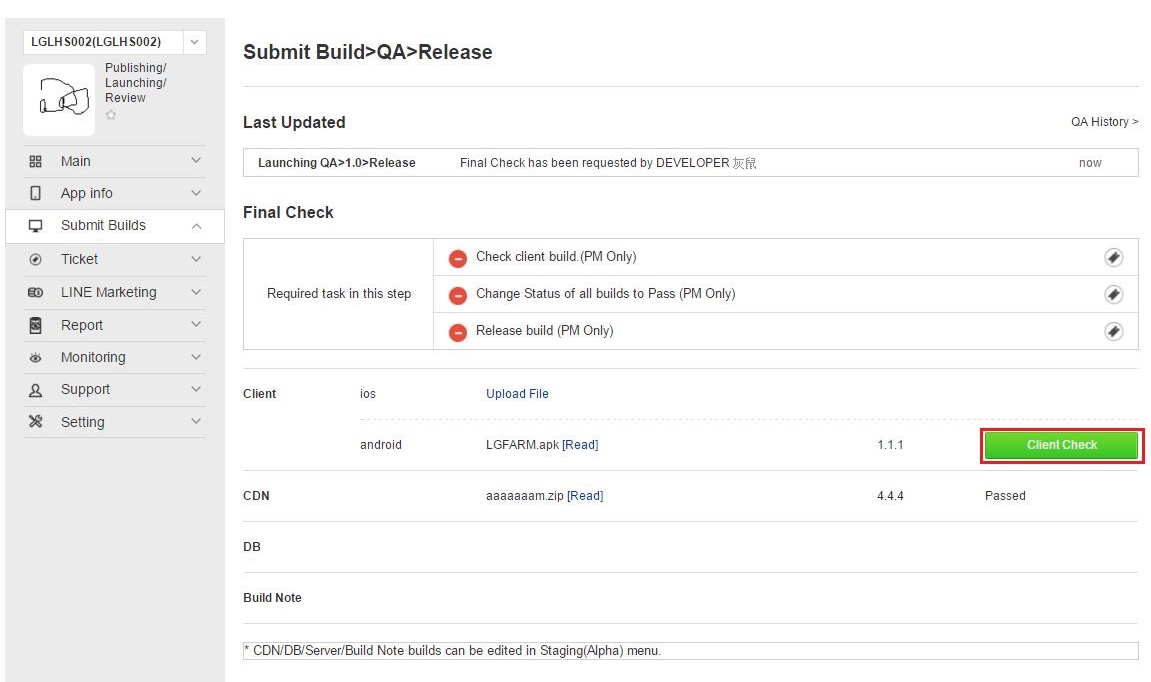 LGLHS002(LGLHS002)
Publishing/
Launching/
Review
Main
App info
Submit Builds
Ticket
LINE Marketing
Report
Monitoring
Support
Setting
Submit Build>QA>Release
Last Updated
QA History >
Launching QA>1.0>Release Final Check has been requested by DEVELOPER 灰鼠 now
Final Check
Required task in this step
Check client build.(PM Only)
Change Status of all builds to Pass (PM Only)
Release build (PM Only)
Client ios Upload File
android LGFARM.apk [Read] 1.1.1 Client Check
CDN aaaaaaam.zip [Read] 4.4.4 Passed
DB
Build Note
* CDN/DB/Server/Build Note builds can be edited in Staging(Alpha) menu.